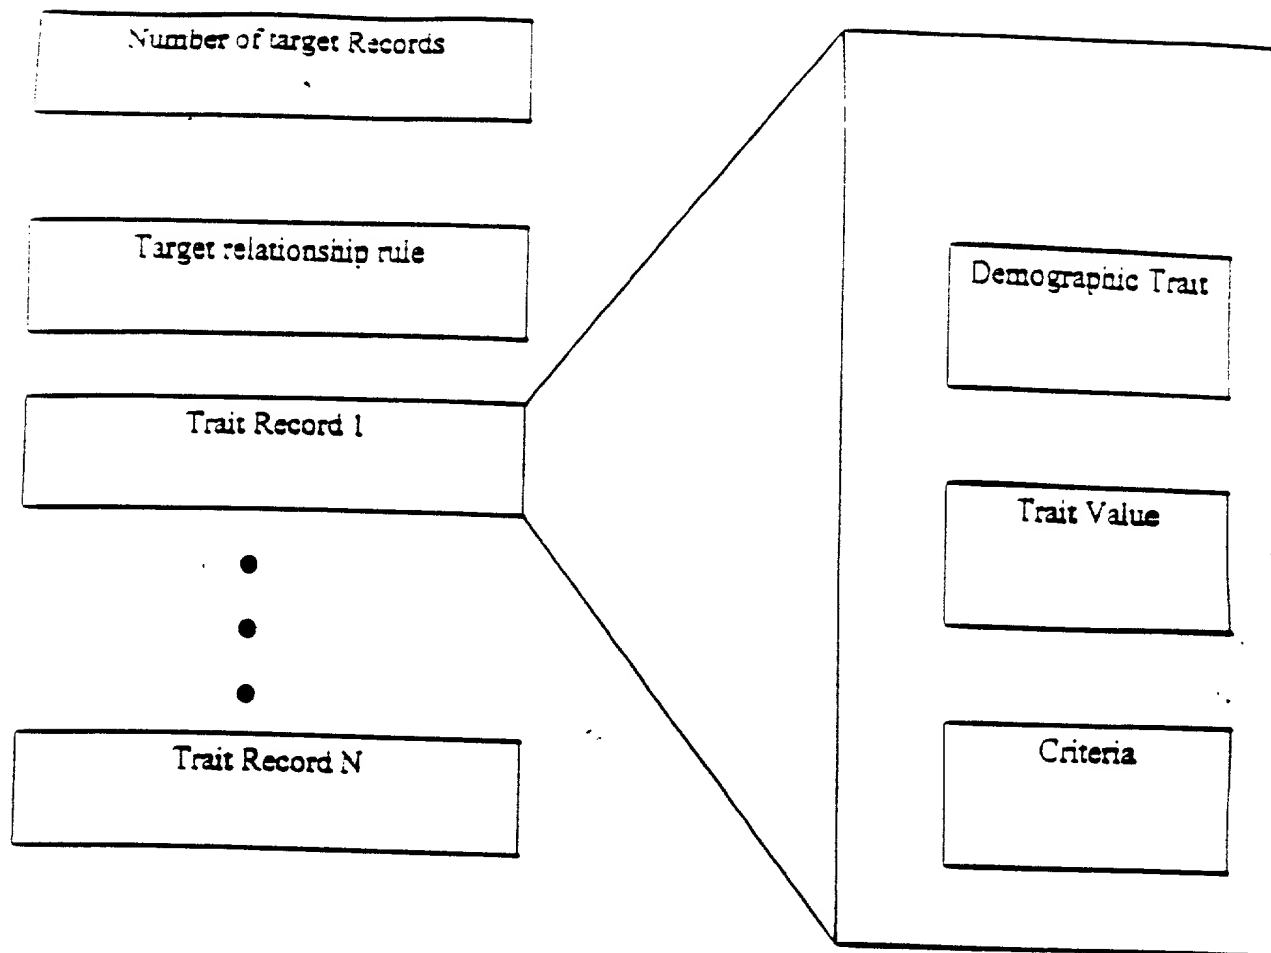 Number of target Records
Target relationship rule
Trait Record 1
Trait Record N
Demographic Trait
Trait Value
Criteria